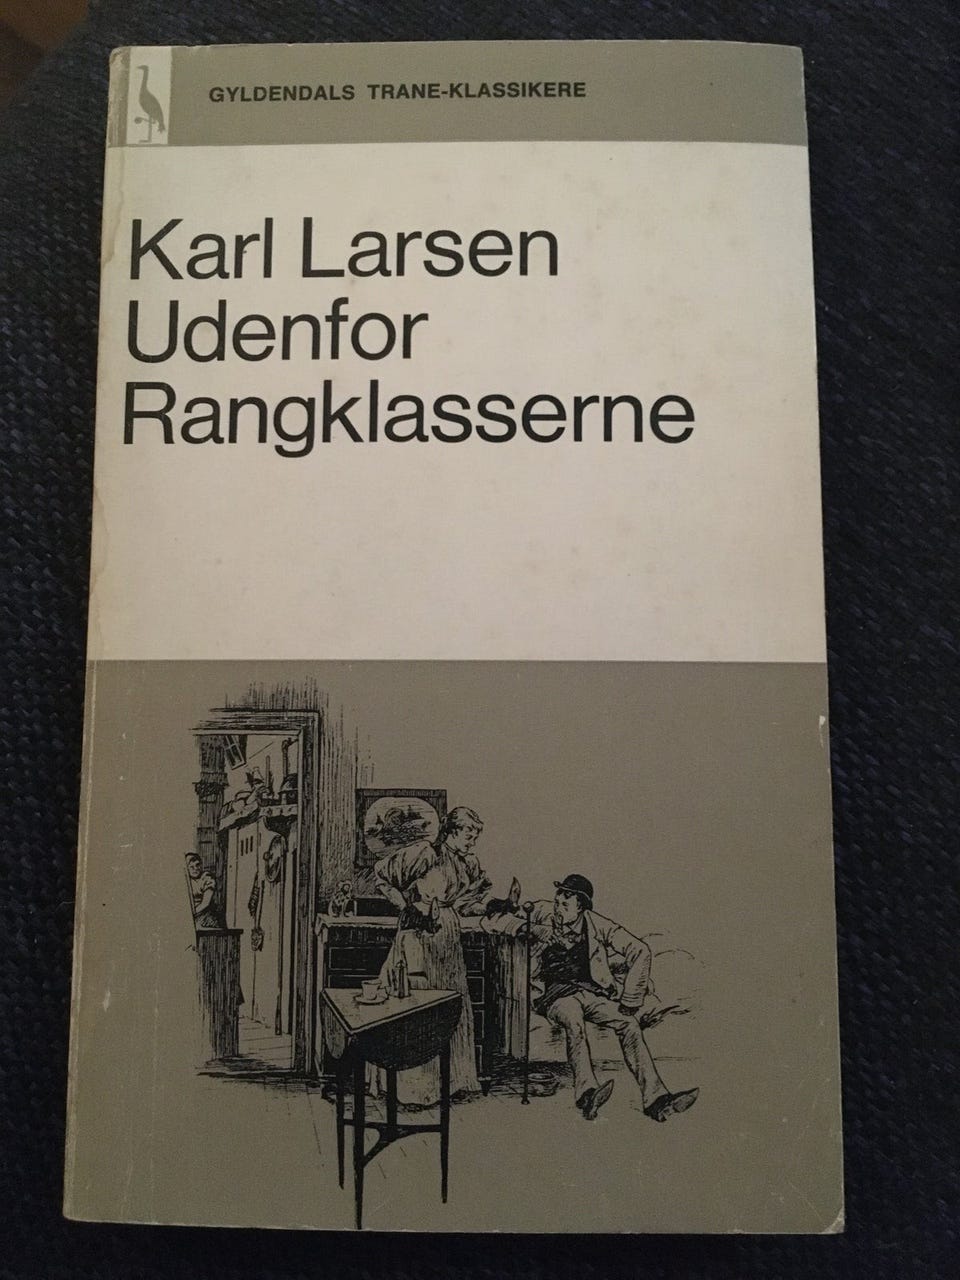 GYLDENDALS TRANE-KLASSIKERE
Karl Larsen
Udenfor
Rangklasserne